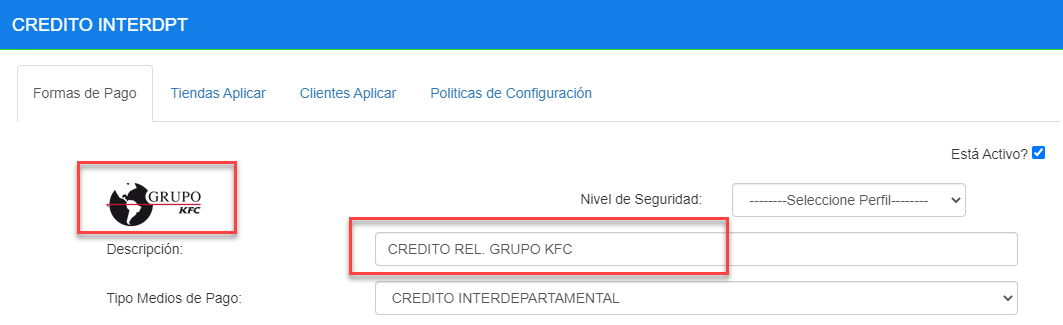 CREDITO INTERDPT
Formas de Pago Tiendas Aplicar Clientes Aplicar Politicas de Configuración
Está Activo?
GRUPO
KFC
Nivel de Seguridad: --------Seleccione Perfil--------
Descripción: CREDITO REL. GRUPO KFC
Tipo Medios de Pago: CREDITO INTERDEPARTAMENTAL